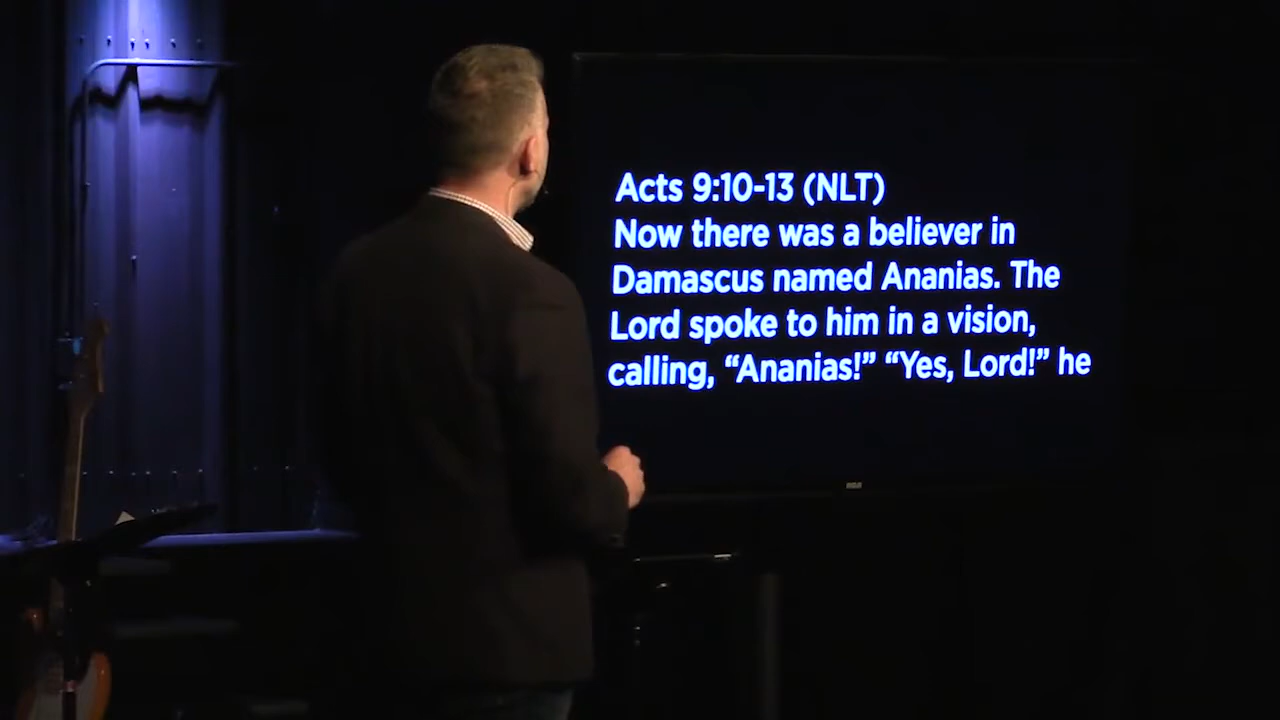 Acts 9:10-13 (NLT)
Now there was a believer in
Damascus named Ananias. The
Lord spoke to him in a vision,
calling, “Ananias!” “Yes, Lord!” he
RCA